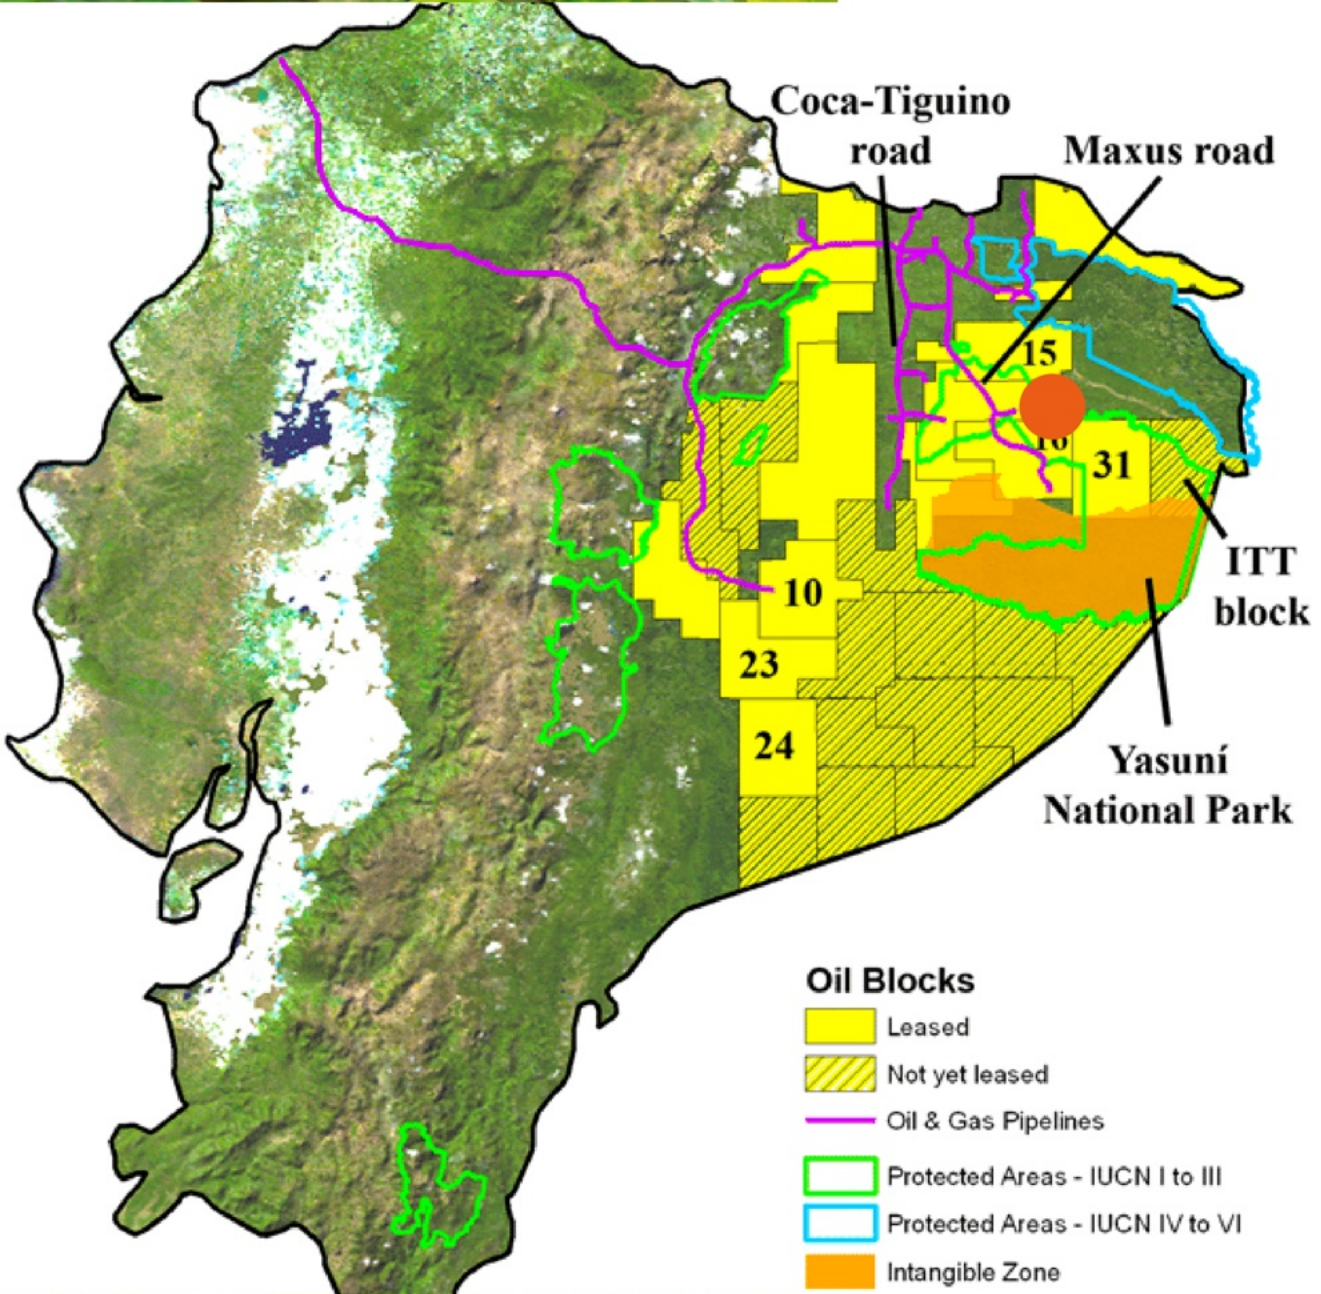 Coca-Tiguino
road
Maxus road
15
16
31
ITT
block
10
23
24
Yasuní
National Park
Oil Blocks
Leased
Not yet leased
Oil & Gas Pipelines
Protected Areas - IUCN I to III
Protected Areas - IUCN IV to VI
Intangible Zone